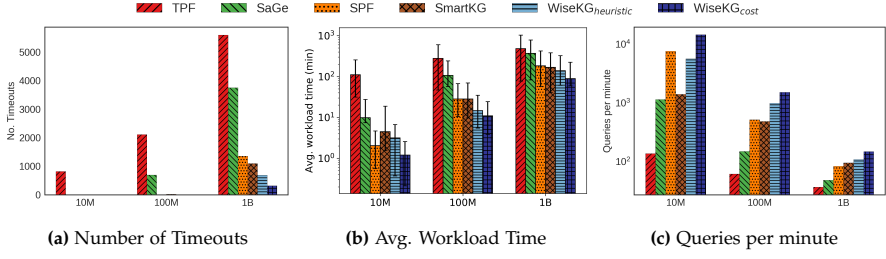 TPF SaGe SPF SmartKG WiseKG_heuristic WiseKG_cost
No. Timeouts
5000
4000
3000
2000
1000
0
10M 100M 1B
(a) Number of Timeouts
Avg. workload time (min)
10^3
10^2
10^1
10^0
10M 100M 1B
(b) Avg. Workload Time
Queries per minute
10^4
10^3
10^2
10M 100M 1B
(c) Queries per minute